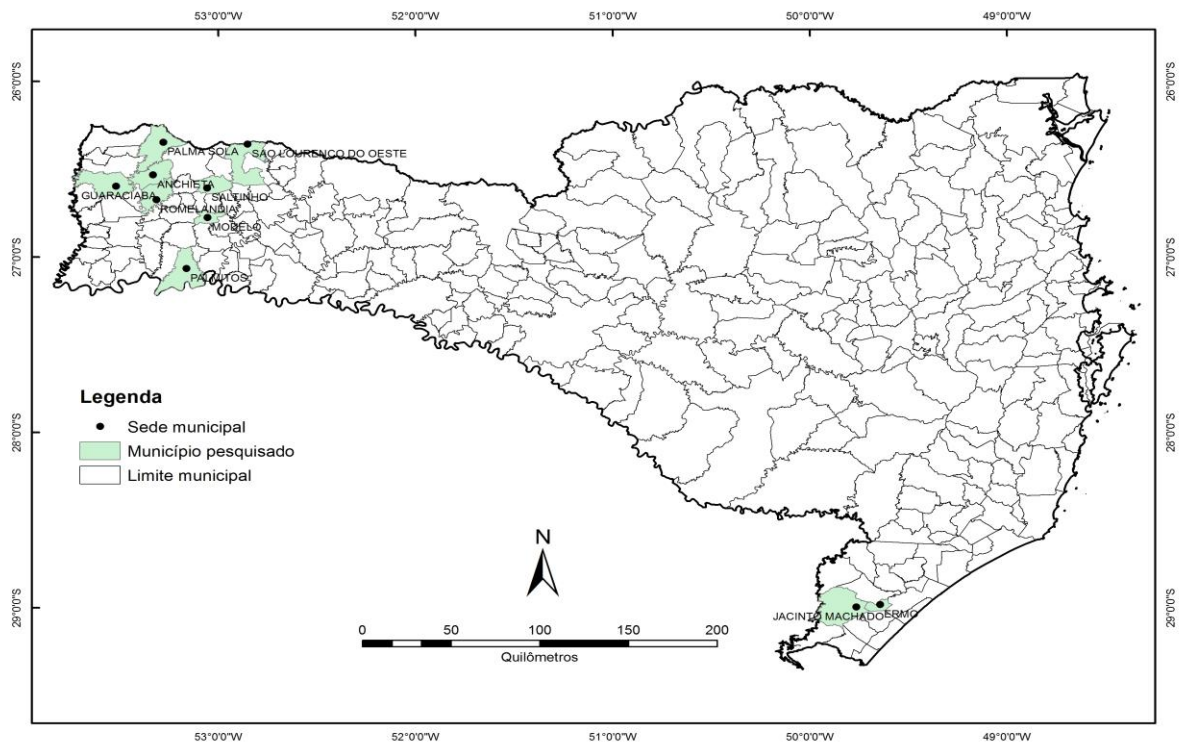 53°0'0"W 52°0'0"W 51°0'0"W 50°0'0"W 49°0'0"W
26°0'0"S 26°0'0"S
PALMA SOLA
SAO LOURENCO DO OESTE
ANCHIETA
GUARACIABA
SALTINHO
ROMELANDIA
MODELO
27°0'0"S 27°0'0"S
PALMITOS
Legenda
Sede municipal
Município pesquisado
Limite municipal
28°0'0"S 28°0'0"S
N
29°0'0"S 29°0'0"S
JACINTO MACHADO
ERMO
0 50 100 150 200
Quilômetros
53°0'0"W 52°0'0"W 51°0'0"W 50°0'0"W 49°0'0"W